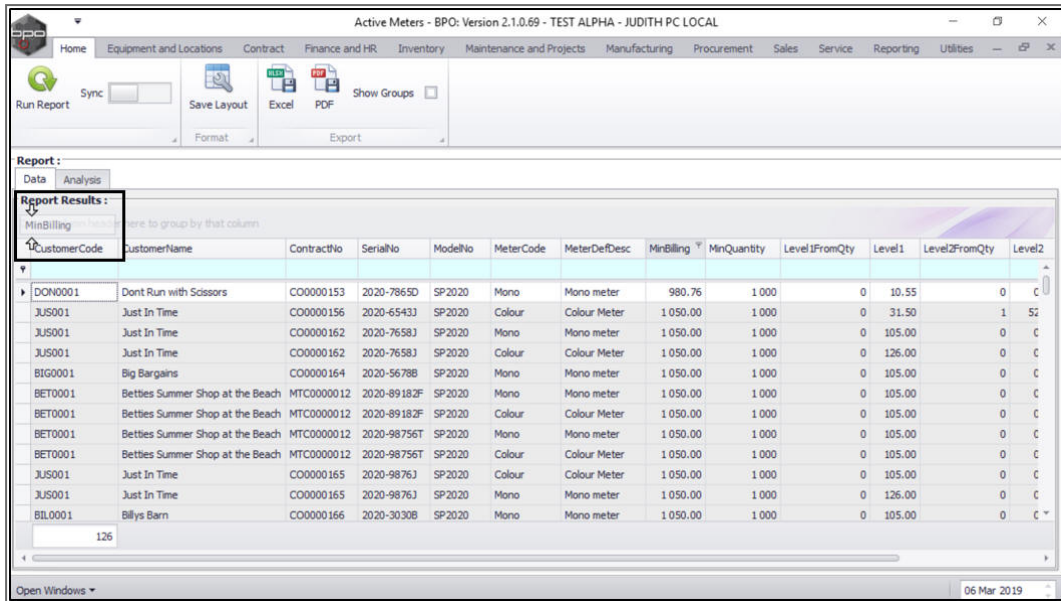 bpo
Active Meters - BPO: Version 2.1.0.69 - TEST ALPHA - JUDITH PC LOCAL
Home Equipment and Locations Contract Finance and HR Inventory Maintenance and Projects Manufacturing Procurement Sales Service Reporting Utilities
Run Report Sync Save Layout XLSX Excel PDF PDF Show Groups
Format Export
Report :
Data Analysis
Report Results :
MinBilling here to group by that column
CustomerCode CustomerName ContractNo SerialNo ModelNo MeterCode MeterDefDesc MinBilling MinQuantity Level1FromQty Level1 Level2FromQty Level2
DON0001 Dont Run with Scissors CO0000153 2020-7865D SP2020 Mono Mono meter 980.76 1 000 0 10.55 0
JUS001 Just In Time CO0000156 2020-6543J SP2020 Colour Colour Meter 1 050.00 1 000 0 31.50 1 52
JUS001 Just In Time CO0000162 2020-7658J SP2020 Mono Mono meter 1 050.00 1 000 0 105.00 0
JUS001 Just In Time CO0000162 2020-7658J SP2020 Colour Colour Meter 1 050.00 1 000 0 126.00 0
BIG0001 Big Bargains CO0000164 2020-5678B SP2020 Mono Mono meter 1 050.00 1 000 0 105.00 0
BET0001 Betties Summer Shop at the Beach MTC0000012 2020-89182F SP2020 Mono Mono meter 1 050.00 1 000 0 105.00 0
BET0001 Betties Summer Shop at the Beach MTC0000012 2020-89182F SP2020 Colour Colour Meter 1 050.00 1 000 0 105.00 0
BET0001 Betties Summer Shop at the Beach MTC0000012 2020-98756T SP2020 Mono Mono meter 1 050.00 1 000 0 105.00 0
BET0001 Betties Summer Shop at the Beach MTC0000012 2020-98756T SP2020 Colour Colour Meter 1 050.00 1 000 0 105.00 0
JUS001 Just In Time CO0000165 2020-9876J SP2020 Colour Colour Meter 1 050.00 1 000 0 105.00 0
JUS001 Just In Time CO0000165 2020-9876J SP2020 Mono Mono meter 1 050.00 1 000 0 126.00 0
BIL0001 Billys Barn CO0000166 2020-3030B SP2020 Mono Mono meter 1 050.00 1 000 0 105.00 0
126
Open Windows 06 Mar 2019